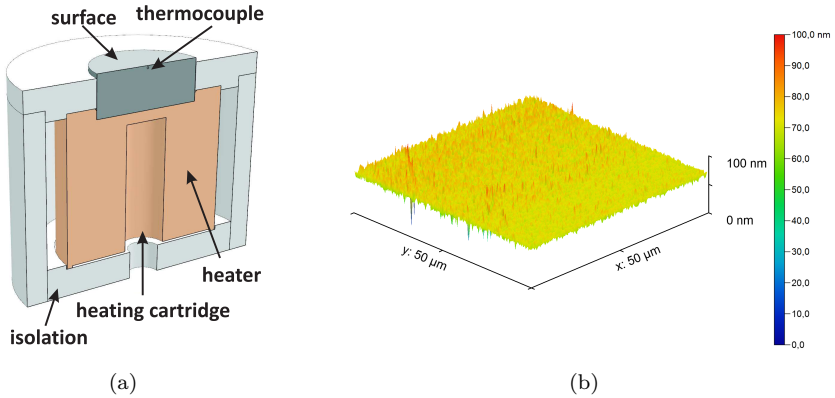 surface
thermocouple
heater
heating cartridge
isolation
(a)
100 nm
0 nm
y: 50 µm
x: 50 µm
100,0 nm
90,0
80,0
70,0
60,0
50,0
40,0
30,0
20,0
10,0
0,0
(b)